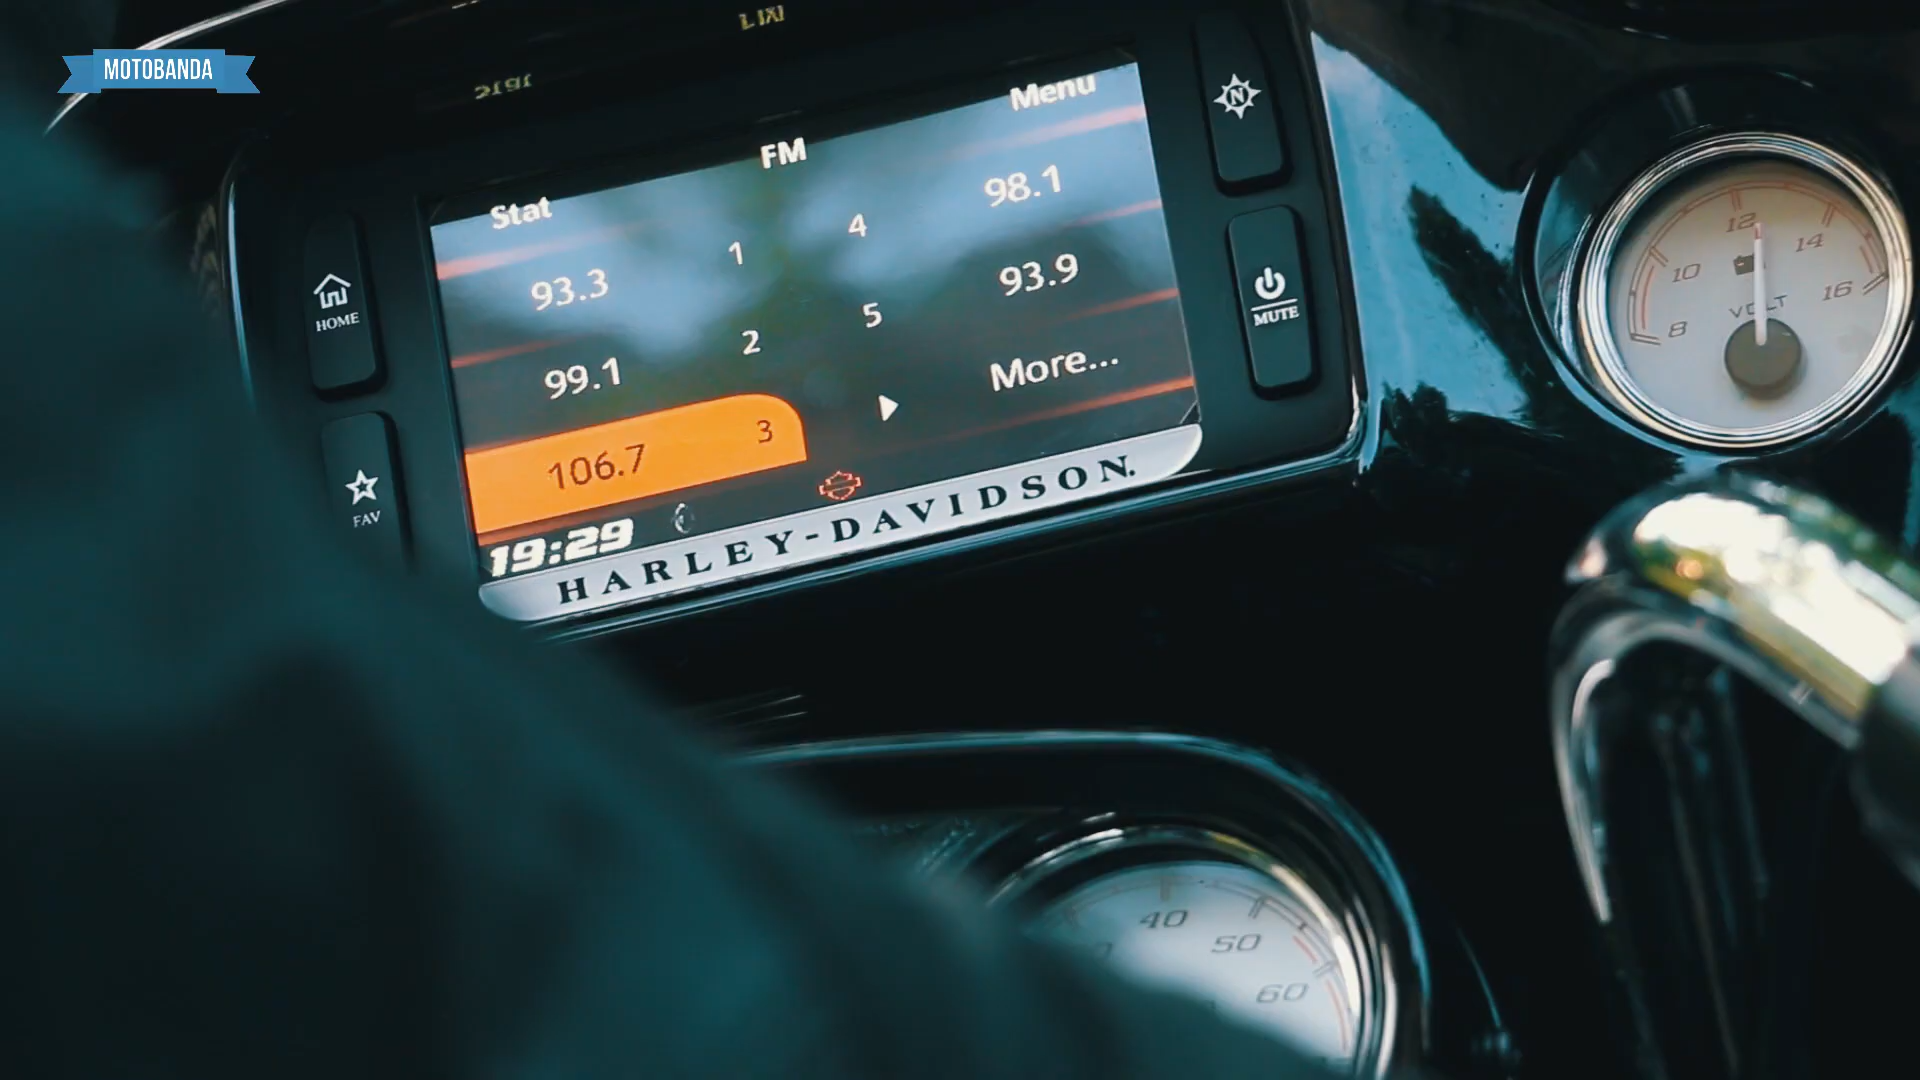 MOTOBANDA
Stat
FM
Menu
93.3 1
4 98.1
99.1 2
5 93.9
106.7 3
More...
19:29
HARLEY-DAVIDSON.
HOME
FAV
N
MUTE
8
10
12
14
16
VOLT
40
50
60